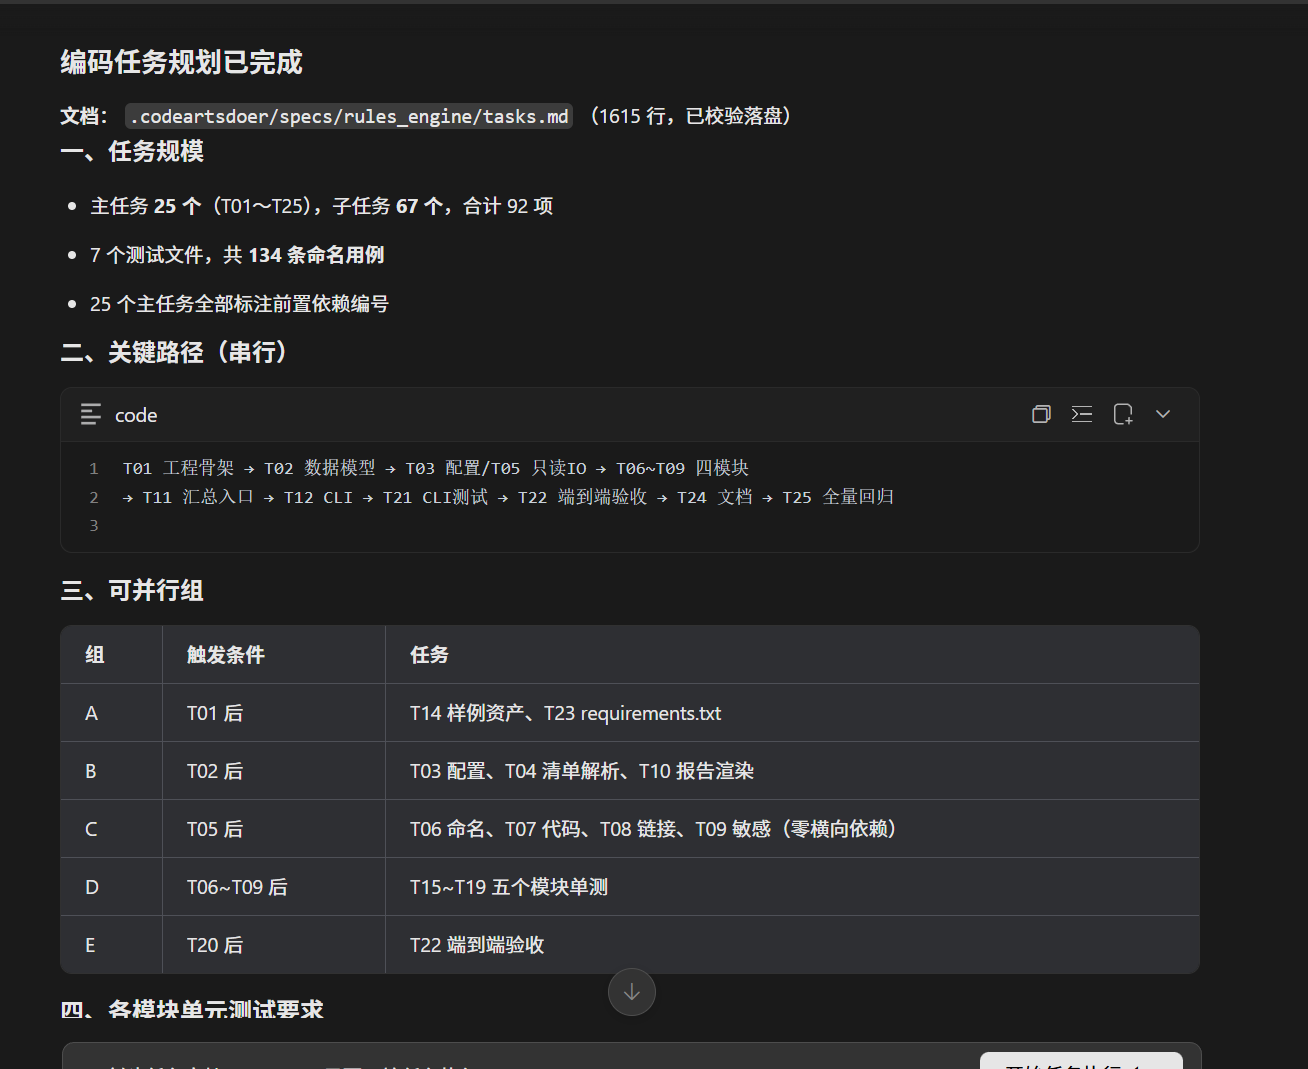 编码任务规划已完成
文档： .codeartsdoer/specs/rules_engine/tasks.md （1615 行，已校验落盘）
一、任务规模
主任务 25 个（T01～T25），子任务 67 个，合计 92 项
7 个测试文件，共 134 条命名用例
25 个主任务全部标注前置依赖编号
二、关键路径（串行）
code
1 T01 工程骨架 → T02 数据模型 → T03 配置/T05 只读IO → T06~T09 四模块
2 → T11 汇总入口 → T12 CLI → T21 CLI测试 → T22 端到端验收 → T24 文档 → T25 全量回归
3
三、可并行组
组 触发条件 任务
A T01 后 T14 样例资产、T23 requirements.txt
B T02 后 T03 配置、T04 清单解析、T10 报告渲染
C T05 后 T06 命名、T07 代码、T08 链接、T09 敏感（零横向依赖）
D T06~T09 后 T15~T19 五个模块单测
E T20 后 T22 端到端验收
四、各模块单元测试要求